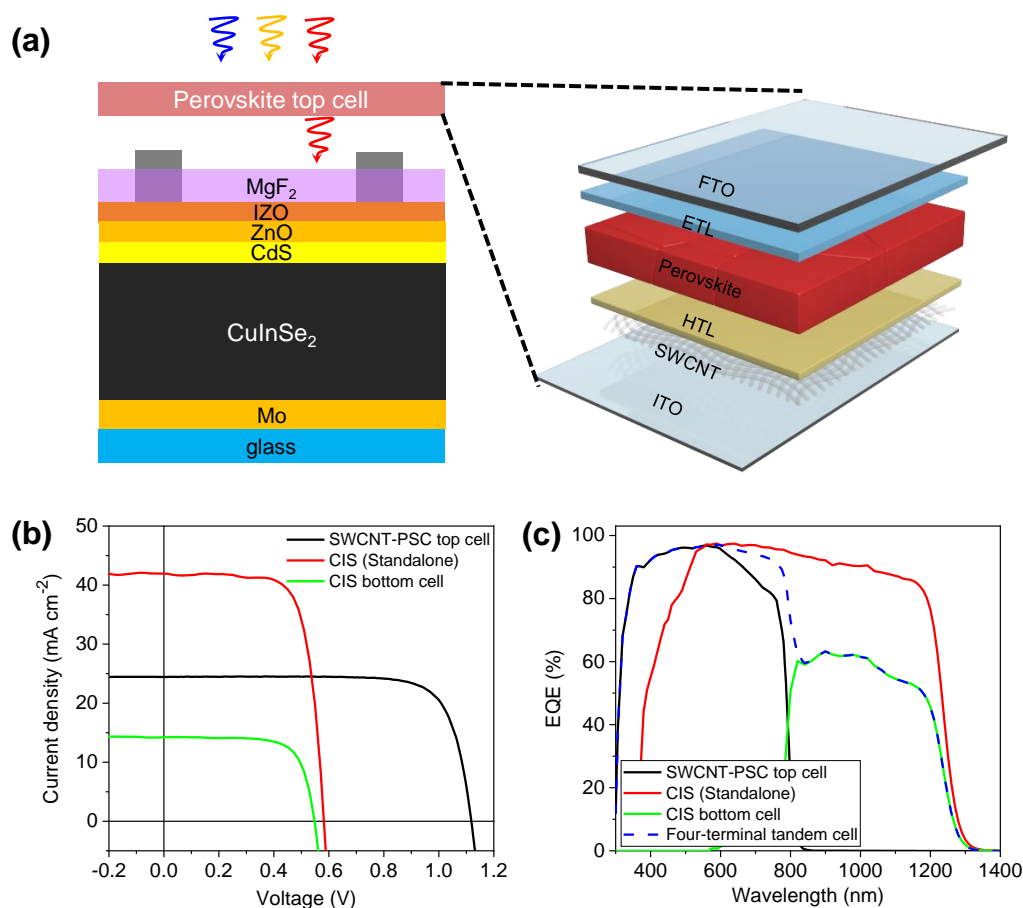 (a)
Perovskite top cell
MgF2
IZO
ZnO
CdS
CuInSe2
Mo
glass
FTO
ETL
Perovskite
HTL
SWCNT
ITO
(b)
50
40
30
20
10
0
-0.2 0.0 0.2 0.4 0.6 0.8 1.0 1.2
Current density (mA cm-2)
Voltage (V)
SWCNT-PSC top cell
CIS (Standalone)
CIS bottom cell
(c)
100
80
60
40
20
0
400 600 800 1000 1200 1400
EQE (%)
Wavelength (nm)
SWCNT-PSC top cell
CIS (Standalone)
CIS bottom cell
Four-terminal tandem cell